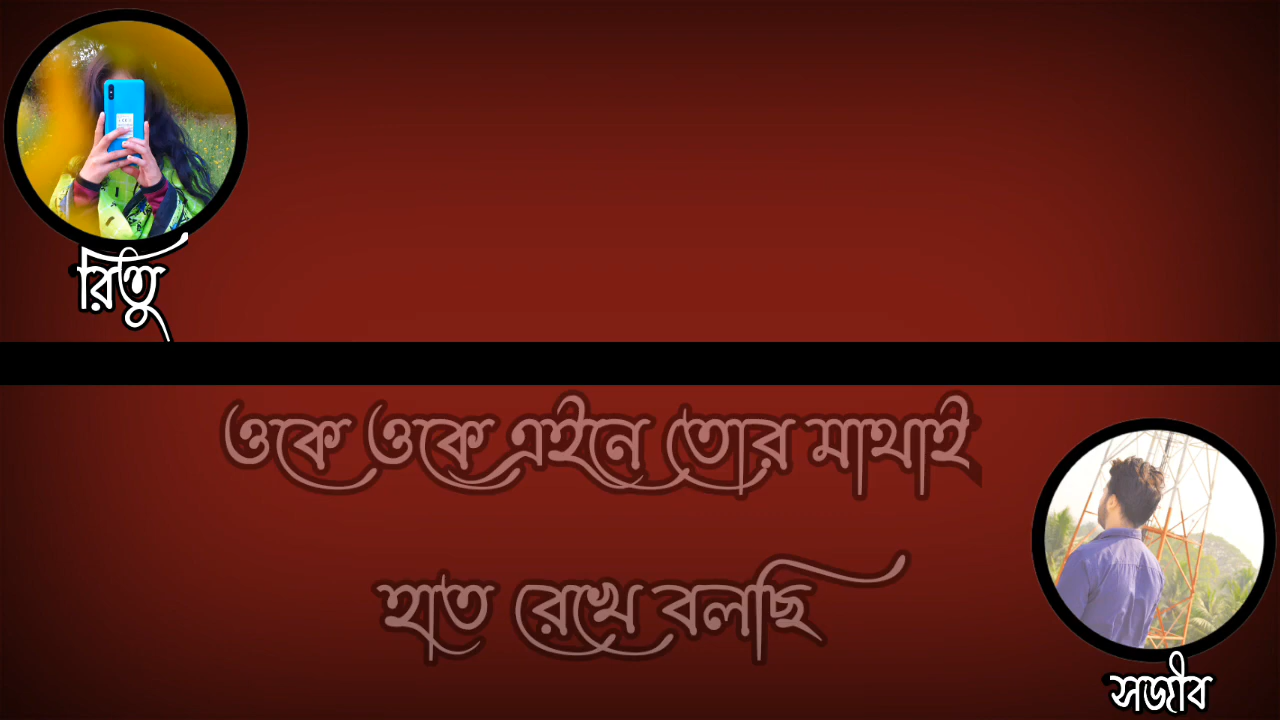 রিতু
ওকে ওকে এইনে তোর মাথাই
হাত রেখে বলছি
সজীব